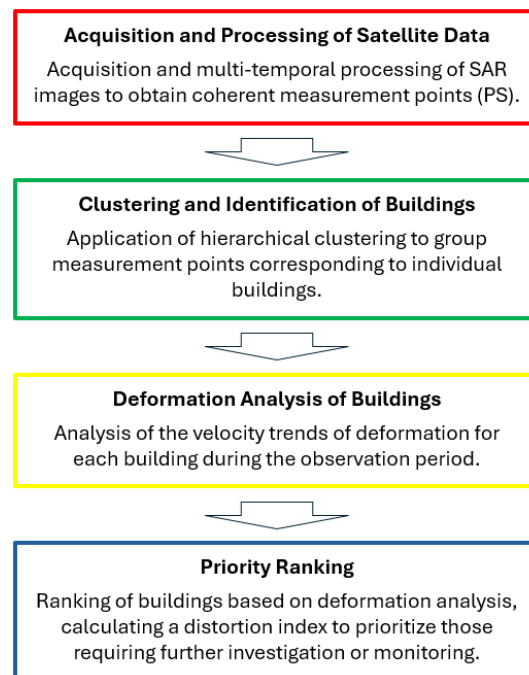 Acquisition and Processing of Satellite Data
Acquisition and multi-temporal processing of SAR
images to obtain coherent measurement points (PS).
Clustering and Identification of Buildings
Application of hierarchical clustering to group
measurement points corresponding to individual
buildings.
Deformation Analysis of Buildings
Analysis of the velocity trends of deformation for
each building during the observation period.
Priority Ranking
Ranking of buildings based on deformation analysis,
calculating a distortion index to prioritize those
requiring further investigation or monitoring.